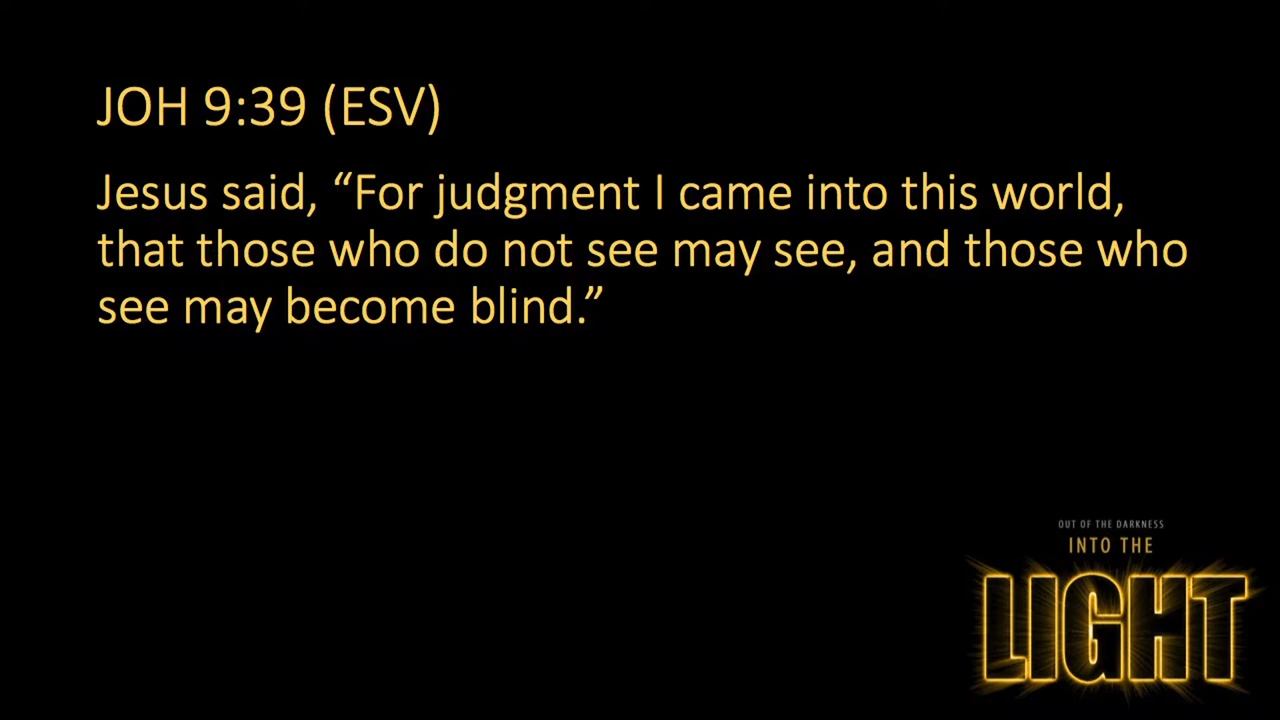 JOH 9:39 (ESV)
Jesus said, “For judgment I came into this world,
that those who do not see may see, and those who
see may become blind.”
OUT OF THE DARKNESS
INTO THE
LIGHT